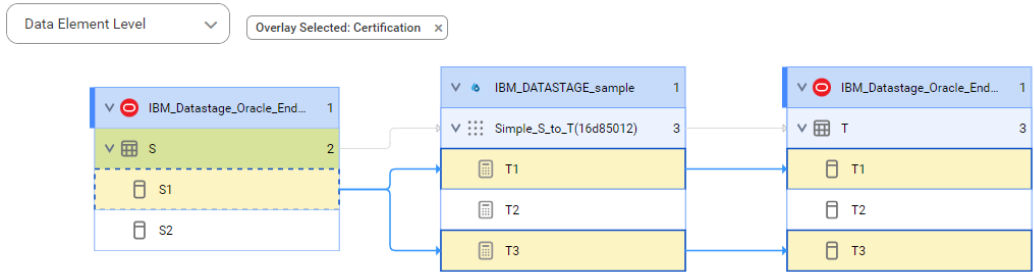 Data Element Level
Overlay Selected: Certification ×
IBM_Datastage_Oracle_End... 1
S 2
S1
S2
IBM_DATASTAGE_sample 1
Simple_S_to_T(16d85012) 3
T1
T2
T3
IBM_Datastage_Oracle_End... 1
T 3
T1
T2
T3